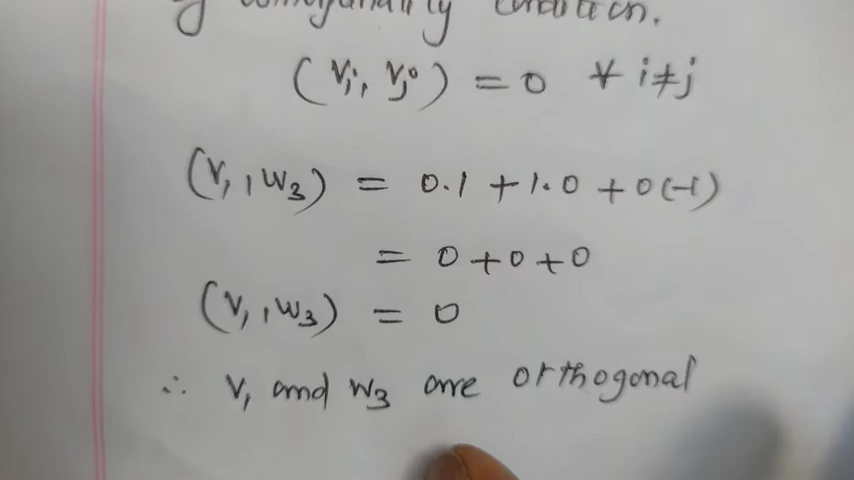 condition.
(v_i, v_j) = 0 ∀ i≠j
(v_1, w_3) = 0.1 + 1.0 + 0(-1)
= 0 + 0 + 0
(v_1, w_3) = 0
∴ v_1 and w_3 are orthogonal